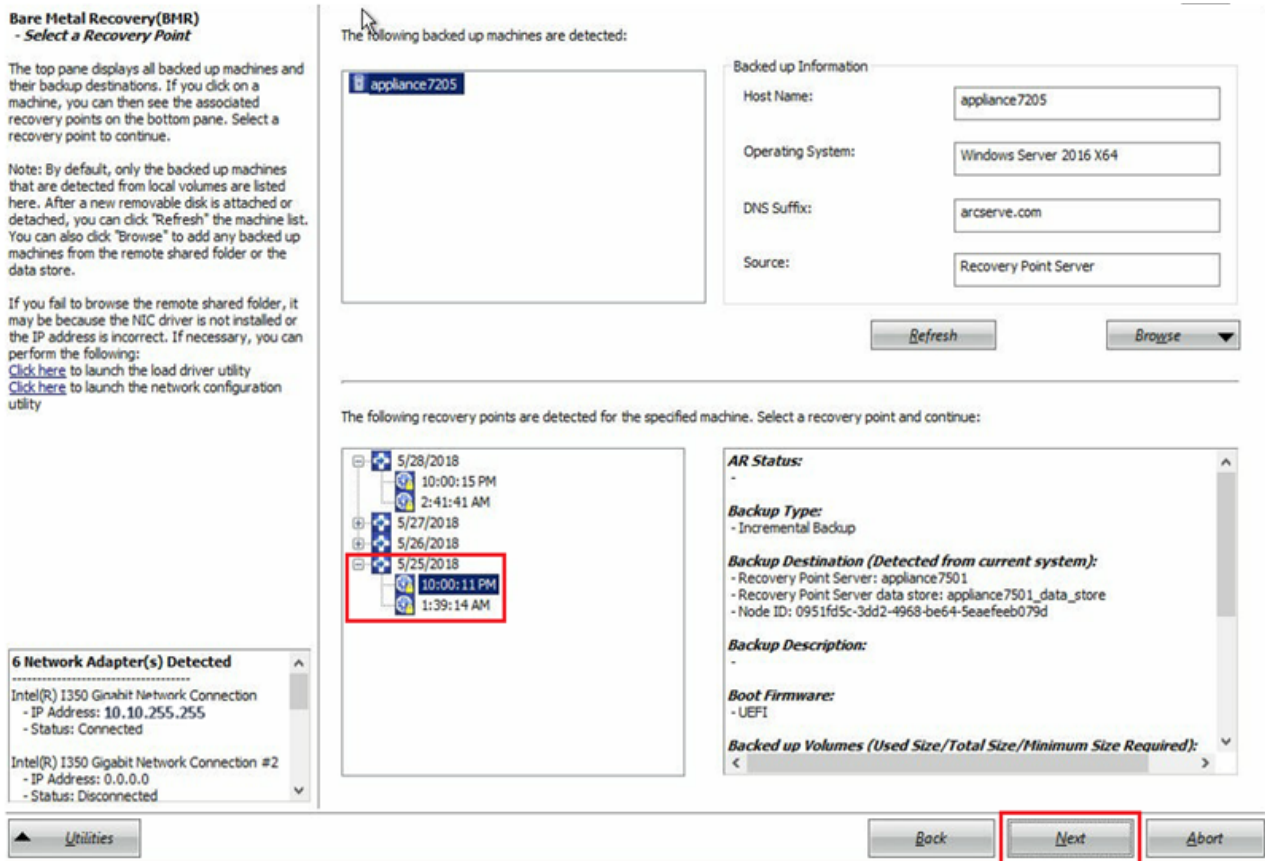 Bare Metal Recovery(BMR)
- Select a Recovery Point
The top pane displays all backed up machines and
their backup destinations. If you click on a
machine, you can then see the associated
recovery points on the bottom pane. Select a
recovery point to continue.
Note: By default, only the backed up machines
that are detected from local volumes are listed
here. After a new removable disk is attached or
detached, you can click "Refresh" the machine list.
You can also click "Browse" to add any backed up
machines from the remote shared folder or the
data store.
If you fail to browse the remote shared folder, it
may be because the NIC driver is not installed or
the IP address is incorrect. If necessary, you can
perform the following:
Click here to launch the load driver utility
Click here to launch the network configuration
utility
6 Network Adapter(s) Detected
------------------------------------
Intel(R) I350 Gigabit Network Connection
- IP Address: 10.10.255.255
- Status: Connected
Intel(R) I350 Gigabit Network Connection #2
- IP Address: 0.0.0.0
- Status: Disconnected
The following backed up machines are detected:
appliance7205
Backed up Information
Host Name: appliance7205
Operating System: Windows Server 2016 X64
DNS Suffix: arcserve.com
Source: Recovery Point Server
Refresh
Browse
The following recovery points are detected for the specified machine. Select a recovery point and continue:
5/28/2018
10:00:15 PM
2:41:41 AM
5/27/2018
5/26/2018
5/25/2018
10:00:11 PM
1:39:14 AM
AR Status:
-
Backup Type:
- Incremental Backup
Backup Destination (Detected from current system):
- Recovery Point Server: appliance7501
- Recovery Point Server data store: appliance7501_data_store
- Node ID: 0951fd5c-3dd2-4968-be64-5eaefeeb079d
Backup Description:
-
Boot Firmware:
- UEFI
Backed up Volumes (Used Size/Total Size/Minimum Size Required):
Utilities
Back
Next
Abort